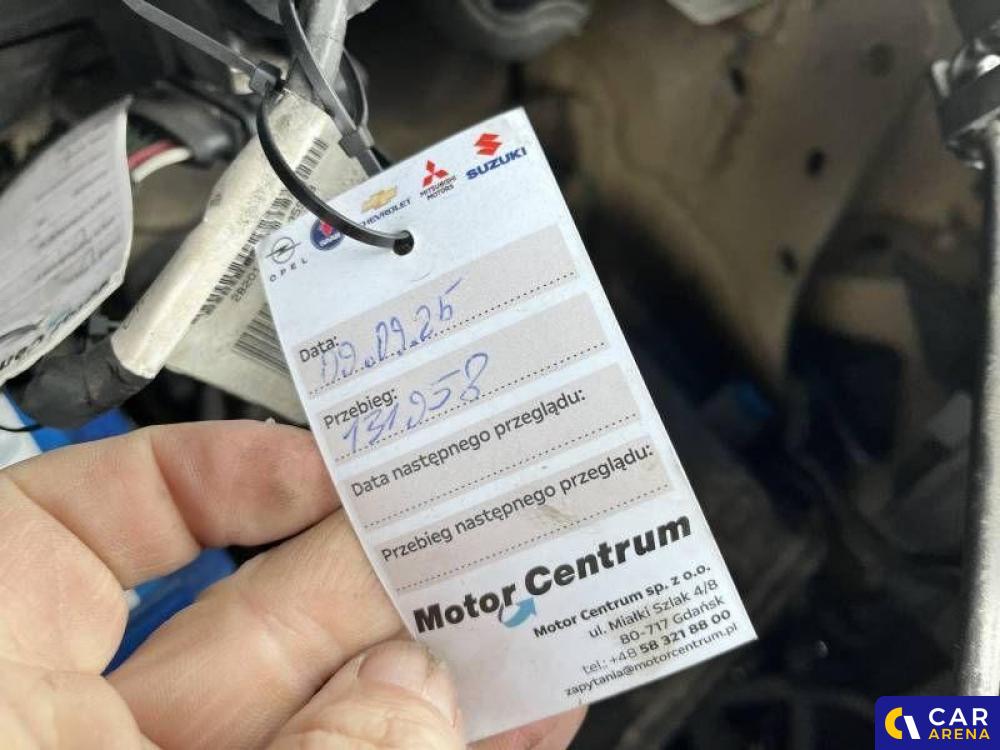 OPEL
CHEVROLET
MITSUBISHI
MOTORS
SUZUKI
Data: 09.09.25
Przebieg: 131958
Data następnego przeglądu:
Przebieg następnego przeglądu:
Motor Centrum
Motor Centrum sp. z o.o.
ul. Miałki Szlak 4/8
80-717 Gdańsk
tel.: +48 58 321 88 00
zapytania@motorcentrum.pl
CAR
ARENA